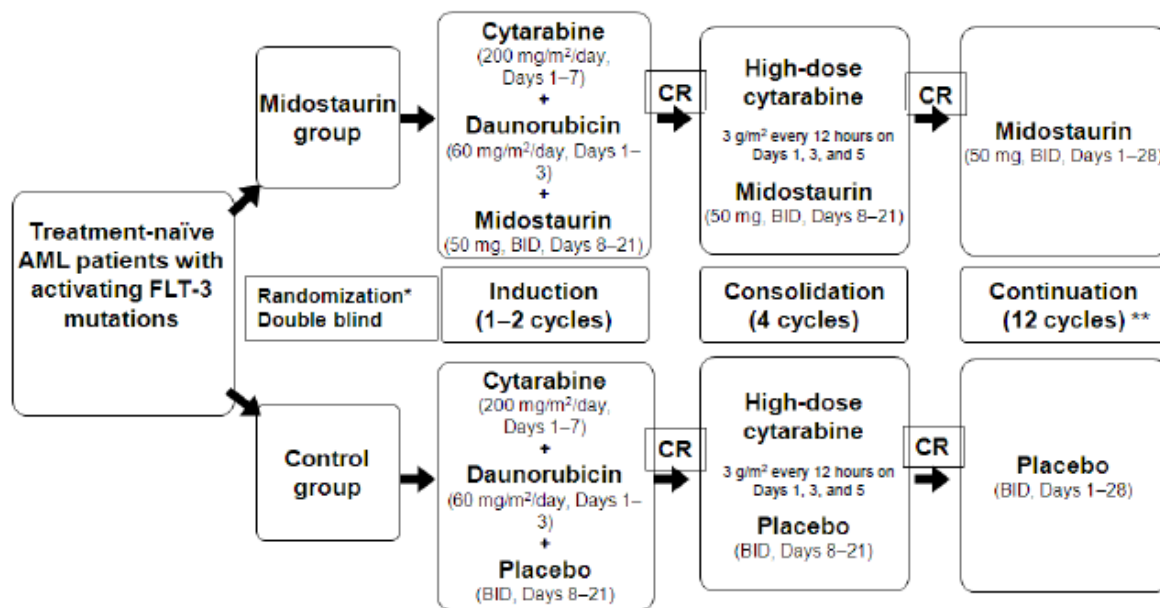 Treatment-naïve
AML patients with
activating FLT-3
mutations
Midostaurin
group
Cytarabine
(200 mg/m²/day,
Days 1–7)
+
Daunorubicin
(60 mg/m²/day, Days 1–
3)
+
Midostaurin
(50 mg, BID, Days 8–21)
CR
High-dose
cytarabine
3 g/m² every 12 hours on
Days 1, 3, and 5
Midostaurin
(50 mg, BID, Days 8–21)
CR
Midostaurin
(50 mg, BID, Days 1–28)
Randomization*
Double blind
Induction
(1–2 cycles)
Consolidation
(4 cycles)
Continuation
(12 cycles) **
Control
group
Cytarabine
(200 mg/m²/day,
Days 1–7)
+
Daunorubicin
(60 mg/m²/day, Days 1–
3)
+
Placebo
(BID, Days 8–21)
CR
High-dose
cytarabine
3 g/m² every 12 hours on
Days 1, 3, and 5
Placebo
(BID, Days 8–21)
CR
Placebo
(BID, Days 1–28)